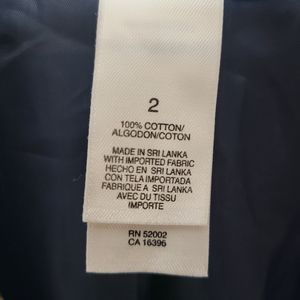 2
100% COTTON/
ALGODON/COTON
MADE IN SRI LANKA
WITH IMPORTED FABRIC
HECHO EN SRI LANKA
CON TELA IMPORTADA
FABRIQUE A SRI LANKA
AVEC DU TISSU
IMPORTE
RN 52002
CA 16396